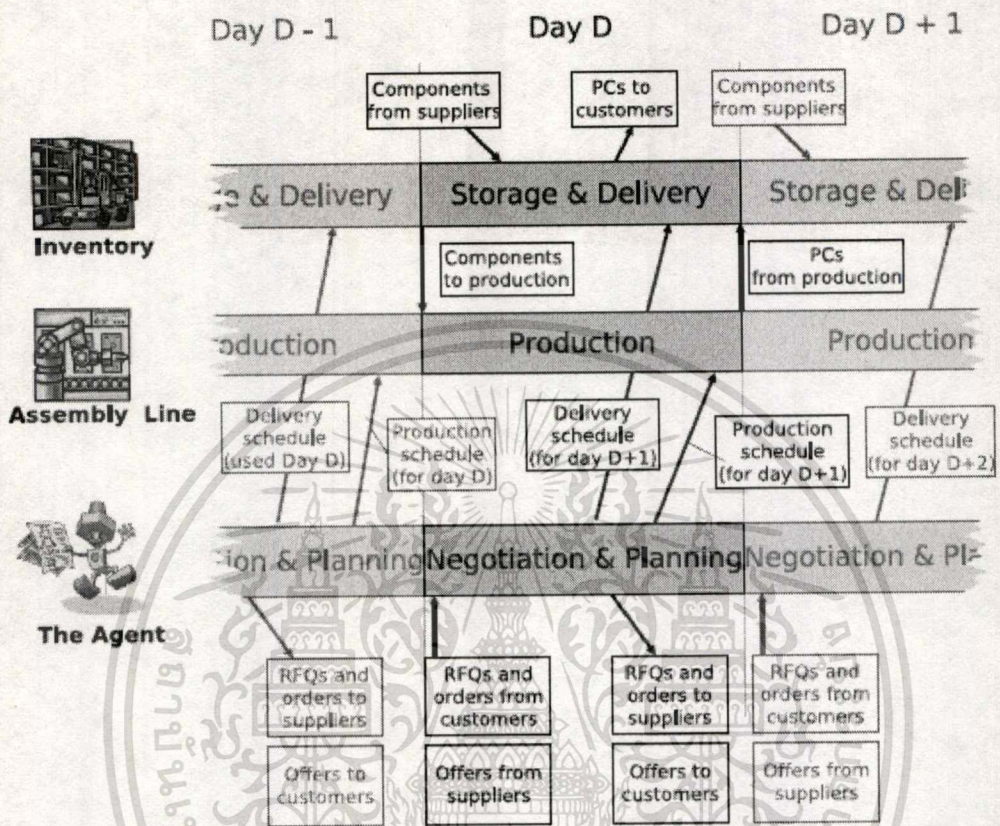 Day D - 1
Day D
Day D + 1
Components
from suppliers
PCs to
customers
Components
from suppliers
& Delivery
Storage & Delivery
Storage & Deli
Inventory
Components
to production
PCs
from production
oduction
Production
Production
Assembly Line
Delivery
schedule
(used Day D)
Production
schedule
(for day D)
Delivery
schedule
(for day D+1)
Production
schedule
(for day D+1)
Delivery
schedule
(for day D+2)
ion & Planning
Negotiation & Planning
Negotiation & Pl
The Agent
RFQs and
orders to
suppliers
RFQs and
orders from
customers
RFQs and
orders to
suppliers
RFQs and
orders from
customers
Offers to
customers
Offers from
suppliers
Offers to
customers
Offers from
suppliers